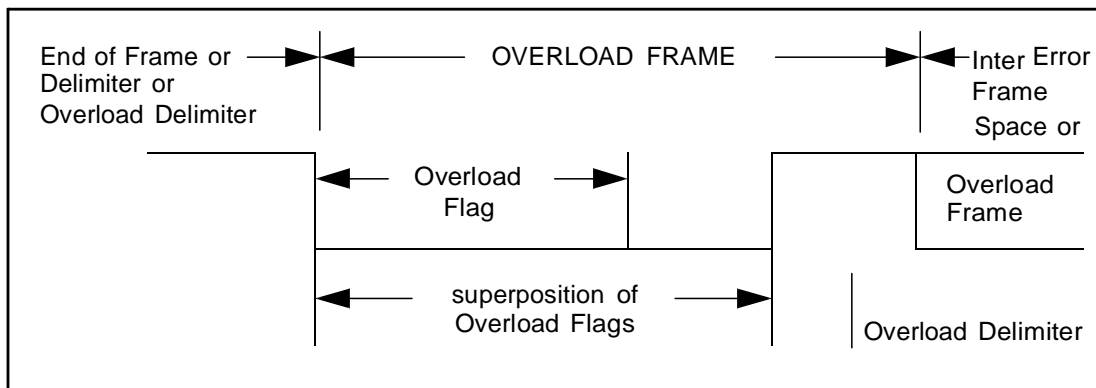 End of Frame or
Delimiter or
Overload Delimiter
OVERLOAD FRAME
Inter Error
Frame
Space or
Overload
Flag
Overload
Frame
superposition of
Overload Flags
Overload Delimiter